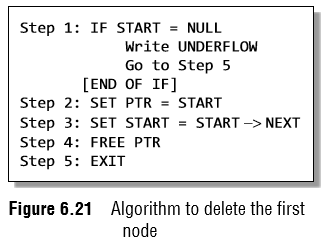 Step 1: IF START = NULL
Write UNDERFLOW
Go to Step 5
[END OF IF]
Step 2: SET PTR = START
Step 3: SET START = START –> NEXT
Step 4: FREE PTR
Step 5: EXIT
Figure 6.21 Algorithm to delete the first
node